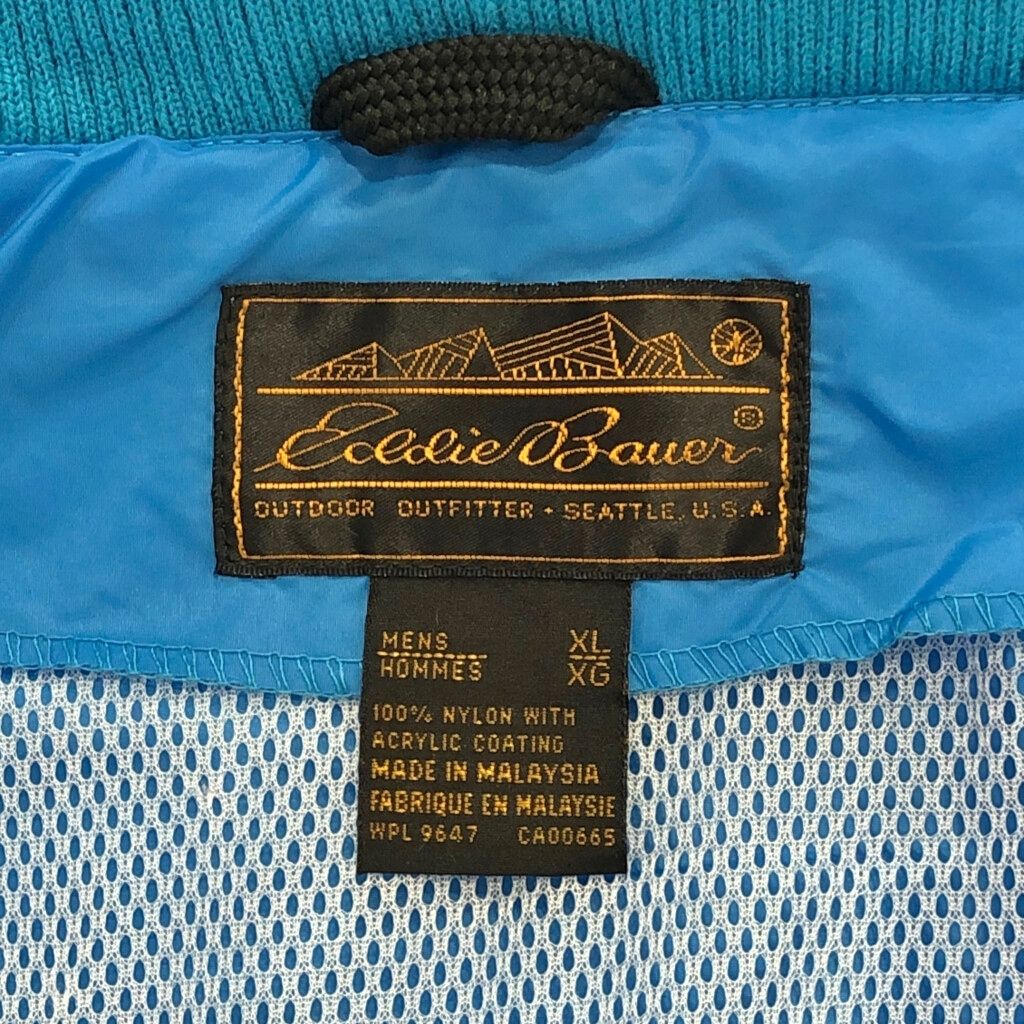 Eddie Bauer ®
OUTDOOR OUTFITTER • SEATTLE, U.S.A.
MENS XL
HOMMES XG
100% NYLON WITH
ACRYLIC COATING
MADE IN MALAYSIA
FABRIQUE EN MALAYSIE
WPL 9647 CA00665